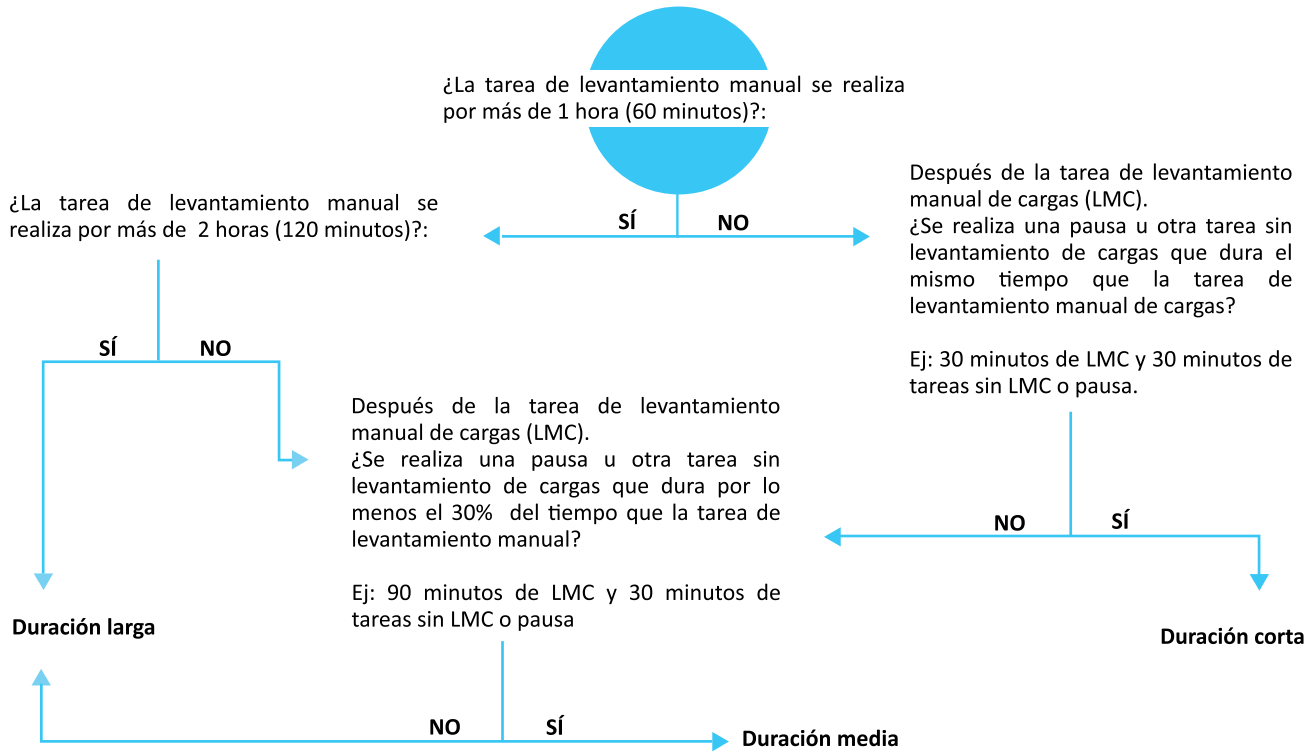 ¿La tarea de levantamiento manual se realiza
por más de 1 hora (60 minutos)?:
SÍ
NO
¿La tarea de levantamiento manual se
realiza por más de 2 horas (120 minutos)?:
SÍ
NO
Después de la tarea de levantamiento
manual de cargas (LMC).
¿Se realiza una pausa u otra tarea sin
levantamiento de cargas que dura el
mismo tiempo que la tarea de
levantamiento manual de cargas?
Ej: 30 minutos de LMC y 30 minutos de
tareas sin LMC o pausa.
NO
SÍ
Después de la tarea de levantamiento
manual de cargas (LMC).
¿Se realiza una pausa u otra tarea sin
levantamiento de cargas que dura por lo
menos el 30% del tiempo que la tarea de
levantamiento manual?
Ej: 90 minutos de LMC y 30 minutos de
tareas sin LMC o pausa
Duración larga
Duración corta
NO
SÍ
Duración media